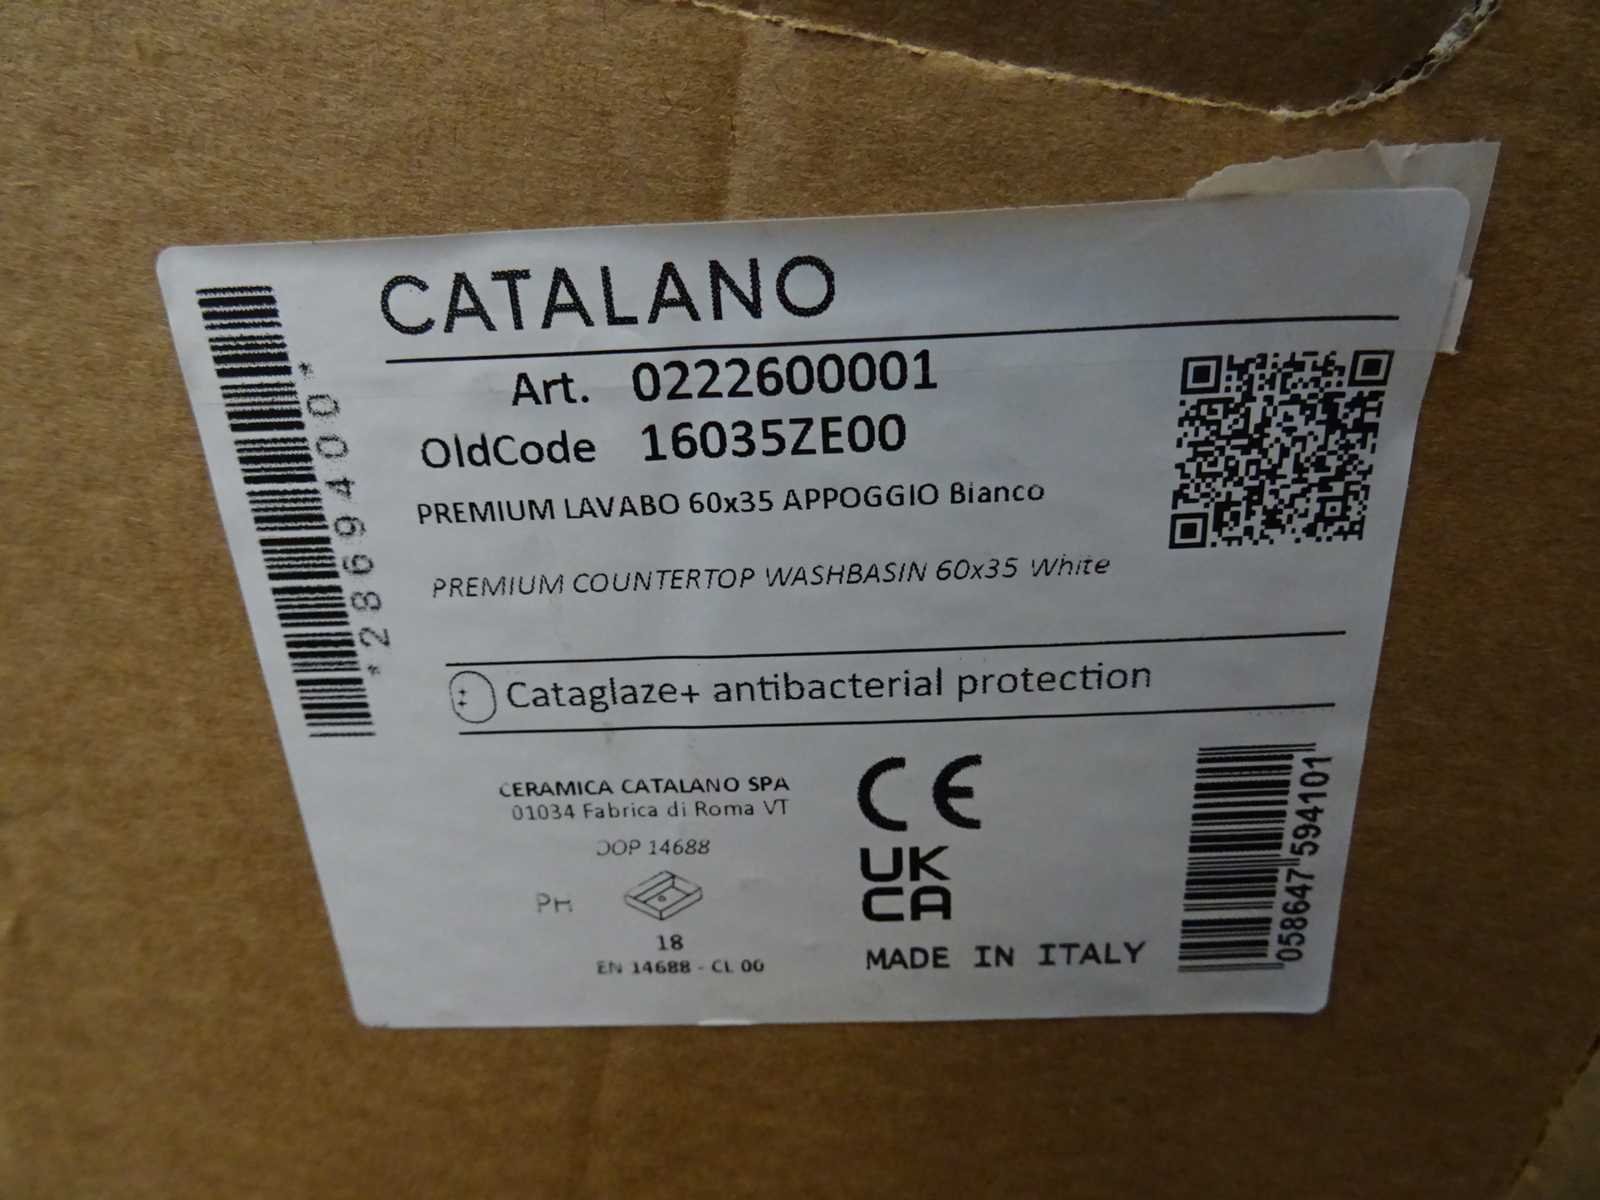 CATALANO
Art. 0222600001
OldCode 16035ZE00
PREMIUM LAVABO 60x35 APPOGGIO Bianco
PREMIUM COUNTERTOP WASHBASIN 60x35 White
*28869400*
Cataglaze+ antibacterial protection
CERAMICA CATALANO SPA
01034 Fabrica di Roma VT
DOP 14688
PH
18
EN 14688 - CL 00
CE
UK
CA
MADE IN ITALY
058647 594101